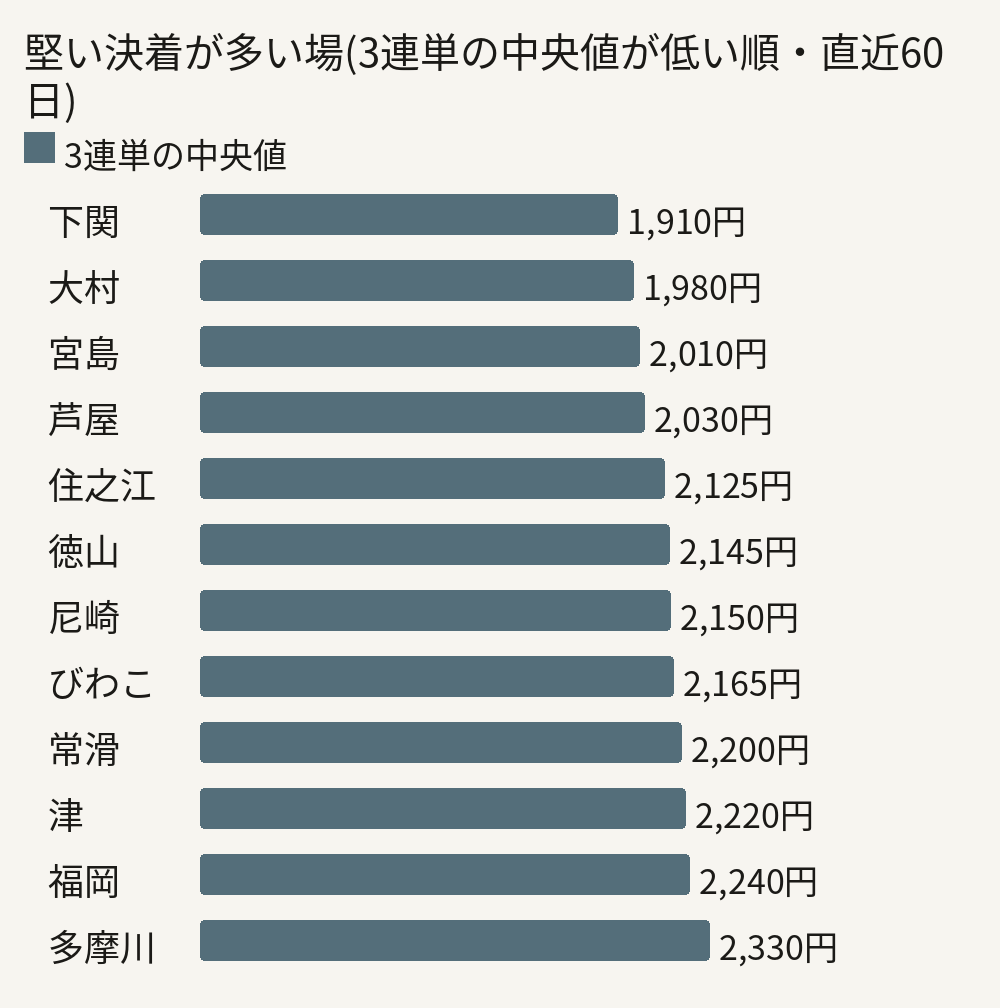 堅い決着が多い場(3連単の中央値が低い順・直近60
日)
3連単の中央値
下関 1,910円
大村 1,980円
宮島 2,010円
芦屋 2,030円
住之江 2,125円
徳山 2,145円
尼崎 2,150円
びわこ 2,165円
常滑 2,200円
津 2,220円
福岡 2,240円
多摩川 2,330円